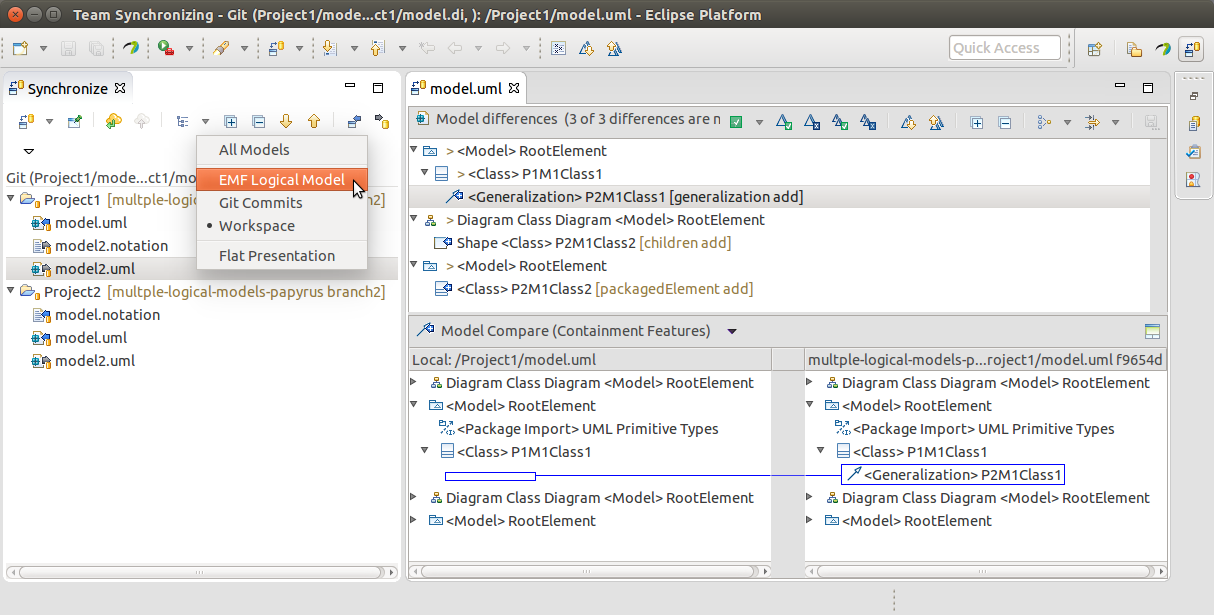 Team Synchronizing - Git (Project1/mode...ct1/model.di, ): /Project1/model.uml - Eclipse Platform
Quick Access
Synchronize
All Models
EMF Logical Model
Git Commits
Workspace
Flat Presentation
Git (Project1/mode...ct1/mo
Project1 [multple-logic
2]
model.uml
model2.notation
model2.uml
Project2 [multple-logical-models-papyrus branch2]
model.notation
model.uml
model2.uml
model.uml
Model differences (3 of 3 differences are n
> <Model> RootElement
> <Class> P1M1Class1
<Generalization> P2M1Class1 [generalization add]
> Diagram Class Diagram <Model> RootElement
Shape <Class> P2M1Class2 [children add]
> <Model> RootElement
<Class> P2M1Class2 [packagedElement add]
Model Compare (Containment Features)
Local: /Project1/model.uml
Diagram Class Diagram <Model> RootElement
<Model> RootElement
<Package Import> UML Primitive Types
<Class> P1M1Class1
Diagram Class Diagram <Model> RootElement
<Model> RootElement
multple-logical-models-p...roject1/model.uml f9654d
Diagram Class Diagram <Model> RootElement
<Model> RootElement
<Package Import> UML Primitive Types
<Class> P1M1Class1
<Generalization> P2M1Class1
Diagram Class Diagram <Model> RootElement
<Model> RootElement